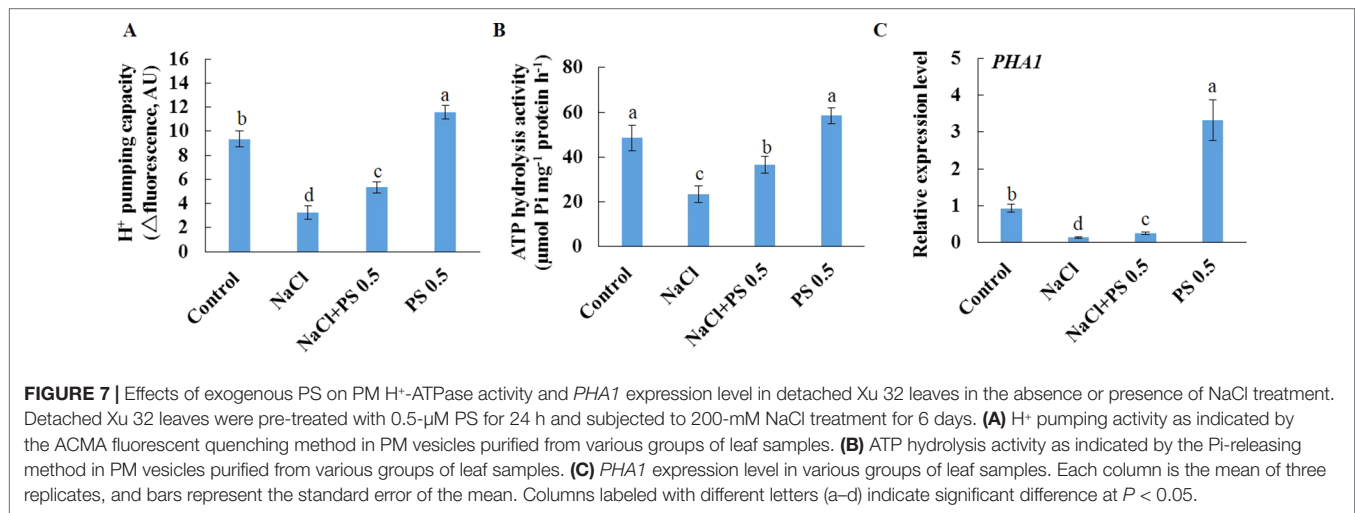 A
H⁺ pumping capacity
(△fluorescence, AU)
16
14
12
10
8
6
4
2
0
b
d
c
a
Control
NaCl
NaCl+PS 0.5
PS 0.5
B
ATP hydrolysis activity
(μmol Pi mg⁻¹ protein h⁻¹)
80
60
40
20
0
a
c
b
a
Control
NaCl
NaCl+PS 0.5
PS 0.5
C
Relative expression level
5
4
3
2
1
0
PHA1
b
d
c
a
Control
NaCl
NaCl+PS 0.5
PS 0.5
FIGURE 7 | Effects of exogenous PS on PM H⁺-ATPase activity and PHA1 expression level in detached Xu 32 leaves in the absence or presence of NaCl treatment.
Detached Xu 32 leaves were pre-treated with 0.5-μM PS for 24 h and subjected to 200-mM NaCl treatment for 6 days. (A) H⁺ pumping activity as indicated by
the ACMA fluorescent quenching method in PM vesicles purified from various groups of leaf samples. (B) ATP hydrolysis activity as indicated by the Pi-releasing
method in PM vesicles purified from various groups of leaf samples. (C) PHA1 expression level in various groups of leaf samples. Each column is the mean of three
replicates, and bars represent the standard error of the mean. Columns labeled with different letters (a–d) indicate significant difference at P < 0.05.